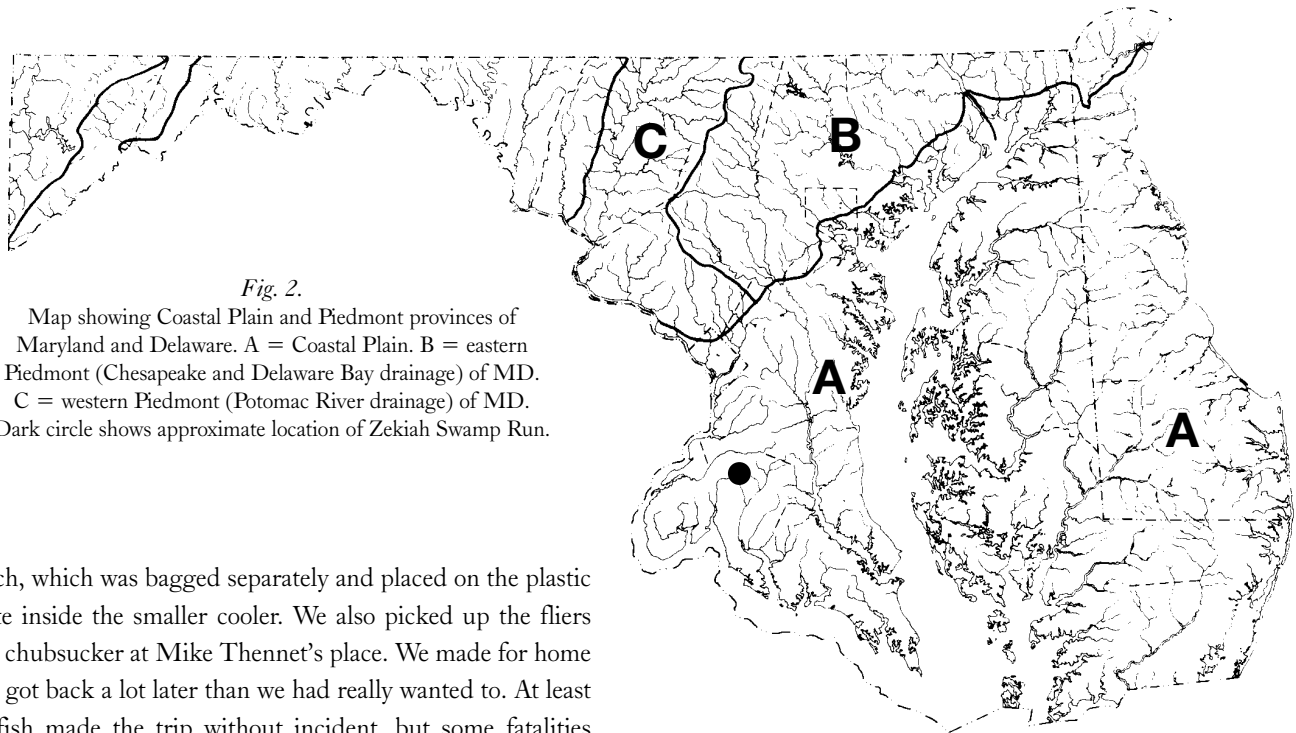 C
B
A
A
Fig. 2.
Map showing Coastal Plain and Piedmont provinces of
Maryland and Delaware. A = Coastal Plain. B = eastern
Piedmont (Chesapeake and Delaware Bay drainage) of MD.
C = western Piedmont (Potomac River drainage) of MD.
Dark circle shows approximate location of Zekiah Swamp Run.
which was bagged separately and placed on the plastic
inside the smaller cooler. We also picked up the fliers
chubsucker at Mike Thennet's place. We made for home
got back a lot later than we had really wanted to. At least
fish made the trip without incident, but some fatalities